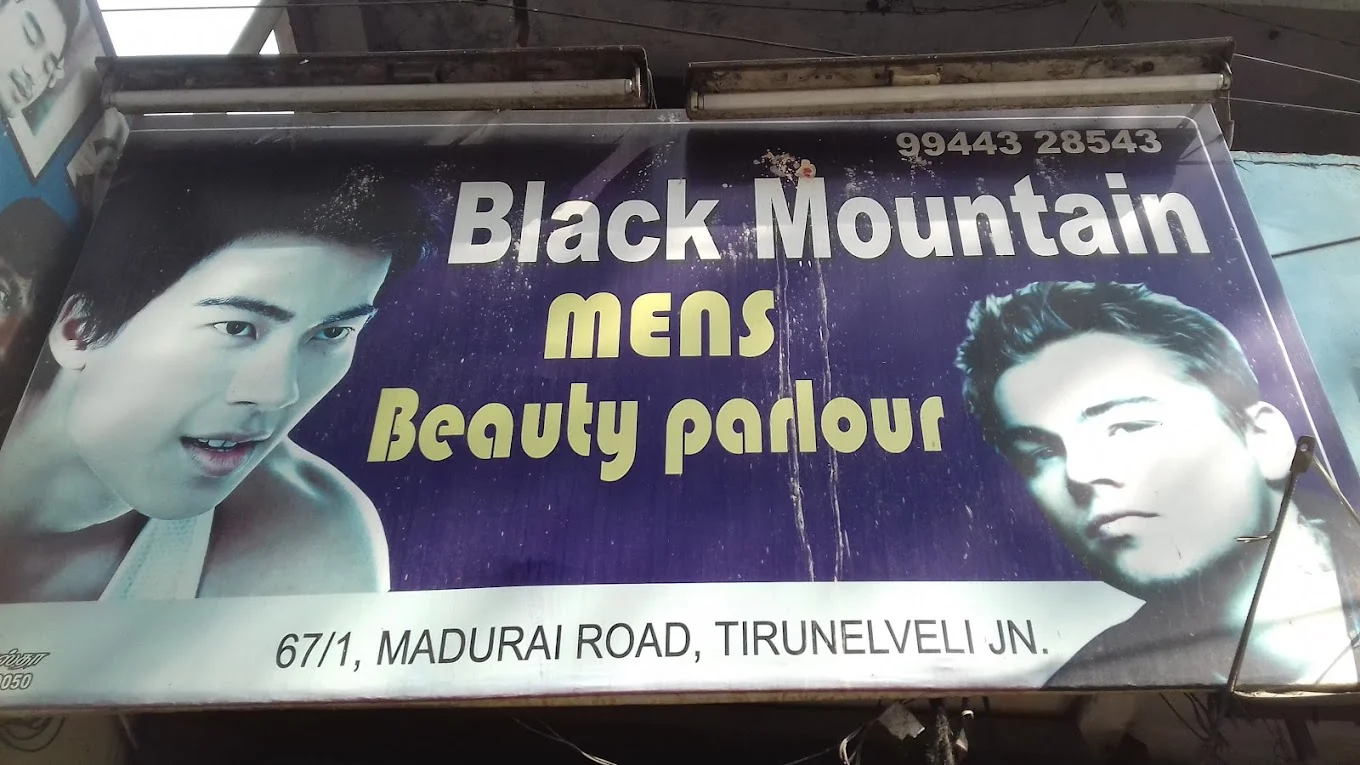 99443 28543
Black Mountain
MENS
Beauty parlour
67/1, MADURAI ROAD, TIRUNELVELI JN.